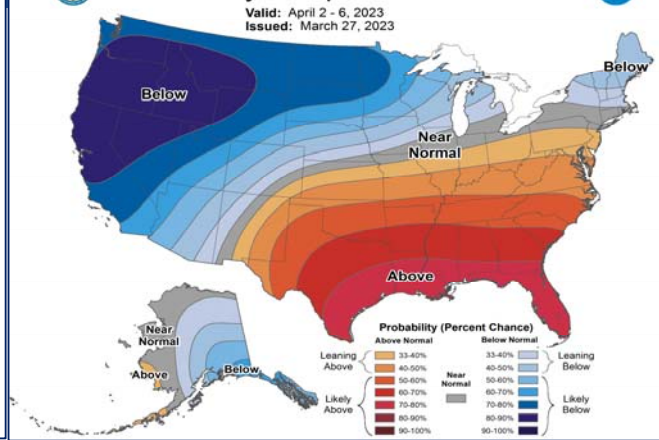 Valid: April 2 - 6, 2023
Issued: March 27, 2023
Below
Below
Near
Normal
Above
Near
Normal
Above
Below
Probability (Percent Chance)
Above Normal
Below Normal
Leaning
Above
33-40%
40-50%
Likely
Above
50-60%
60-70%
70-80%
80-90%
90-100%
Near
Normal
33-40%
40-50%
Leaning
Below
50-60%
60-70%
70-80%
80-90%
90-100%
Likely
Below